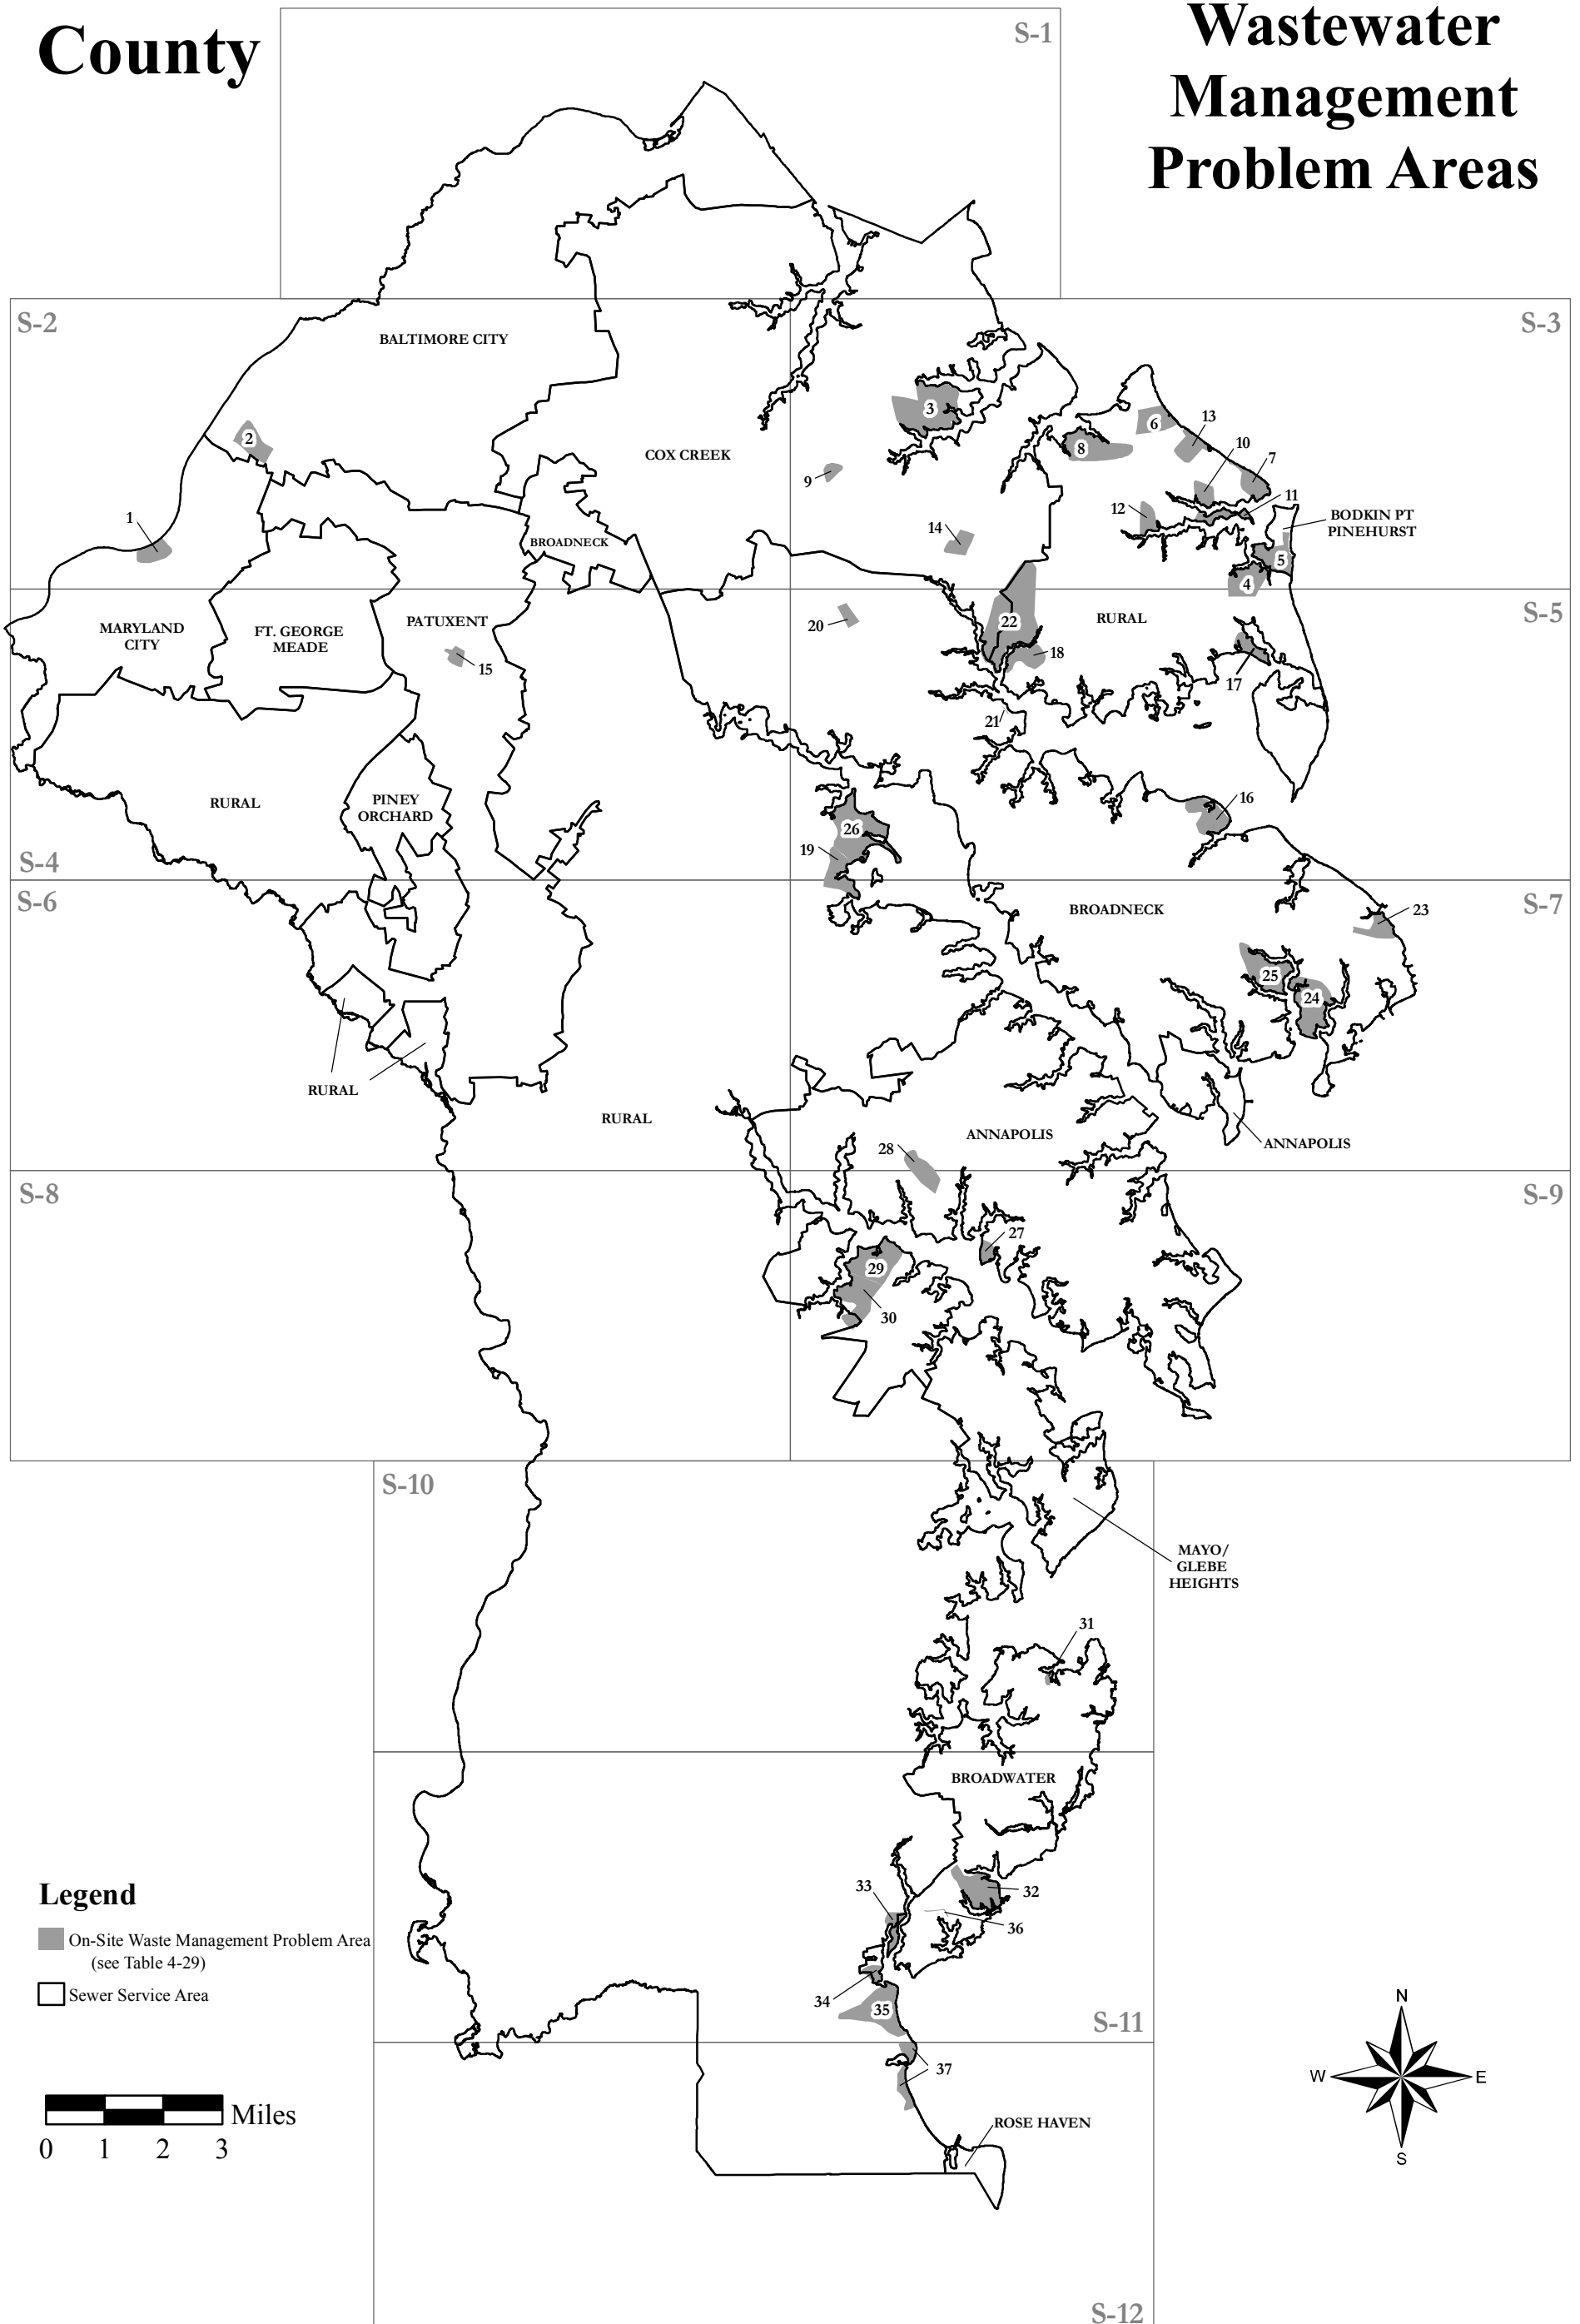 County
Wastewater
Management
Problem Areas
S-1
S-2
S-3
BALTIMORE CITY
COX CREEK
BROADNECK
BODKIN PT
PINEHURST
1
2
3
4
5
6
7
8
9
10
11
12
13
14
MARYLAND
CITY
FT. GEORGE
MEADE
PATUXENT
15
20
22
18
RURAL
S-5
17
21
RURAL
PINEY
ORCHARD
16
26
19
S-4
S-6
BROADNECK
S-7
23
25
24
RURAL
RURAL
ANNAPOLIS
ANNAPOLIS
28
S-8
S-9
27
29
30
S-10
MAYO/
GLEBE
HEIGHTS
31
BROADWATER
33
32
36
34
35
S-11
37
ROSE HAVEN
S-12
Legend
On-Site Waste Management Problem Area
(see Table 4-29)
Sewer Service Area
Miles
0 1 2 3
N
W E
S